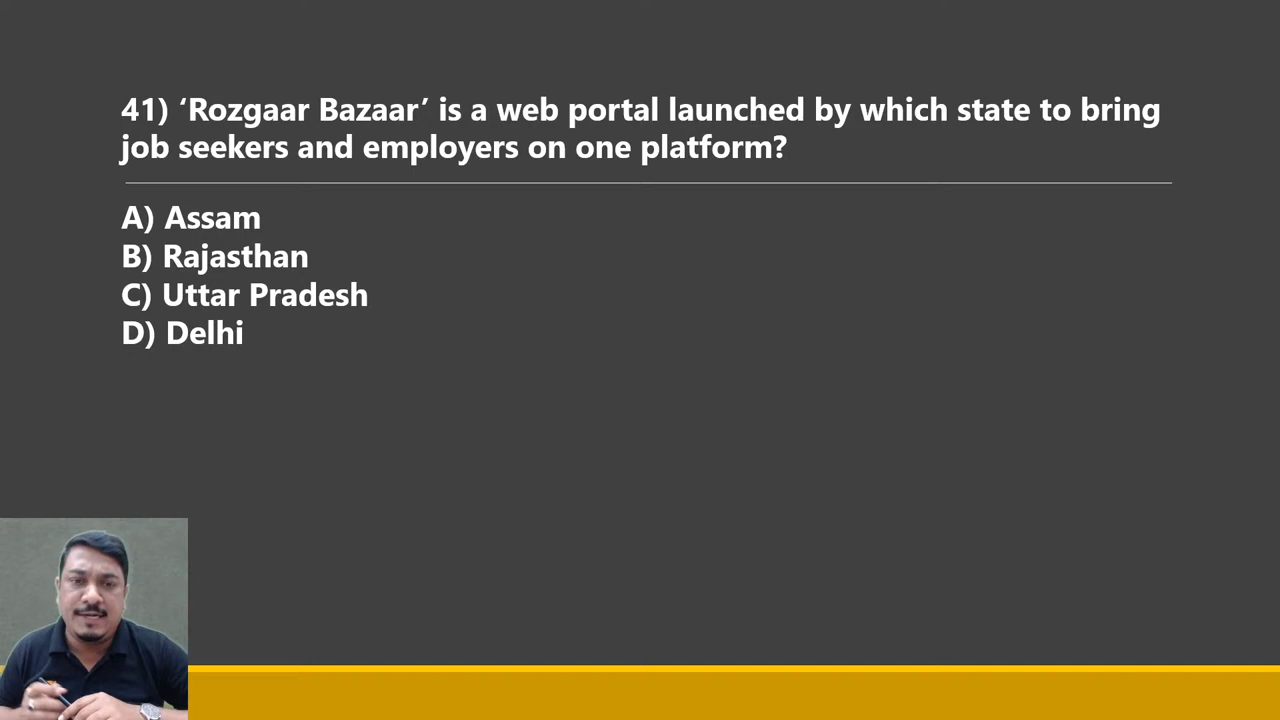 41) ‘Rozgaar Bazaar’ is a web portal launched by which state to bring
job seekers and employers on one platform?
A) Assam
B) Rajasthan
C) Uttar Pradesh
D) Delhi